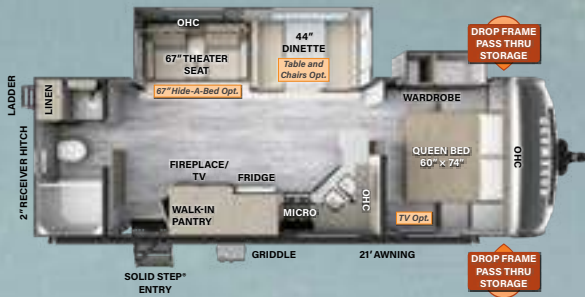 OHC
67" THEATER
SEAT
67" Hide-A-Bed Opt.
44"
DINETTE
Table and
Chairs Opt.
DROP FRAME
PASS THRU
STORAGE
WARDROBE
LADDER
LINEN
2" RECEIVER HITCH
QUEEN BED
60" x 74"
OHC
FIREPLACE/
TV
FRIDGE
WALK-IN
PANTRY
MICRO
OHC
TV Opt.
SOLID STEP®
ENTRY
GRIDDLE
21' AWNING
DROP FRAME
PASS THRU
STORAGE